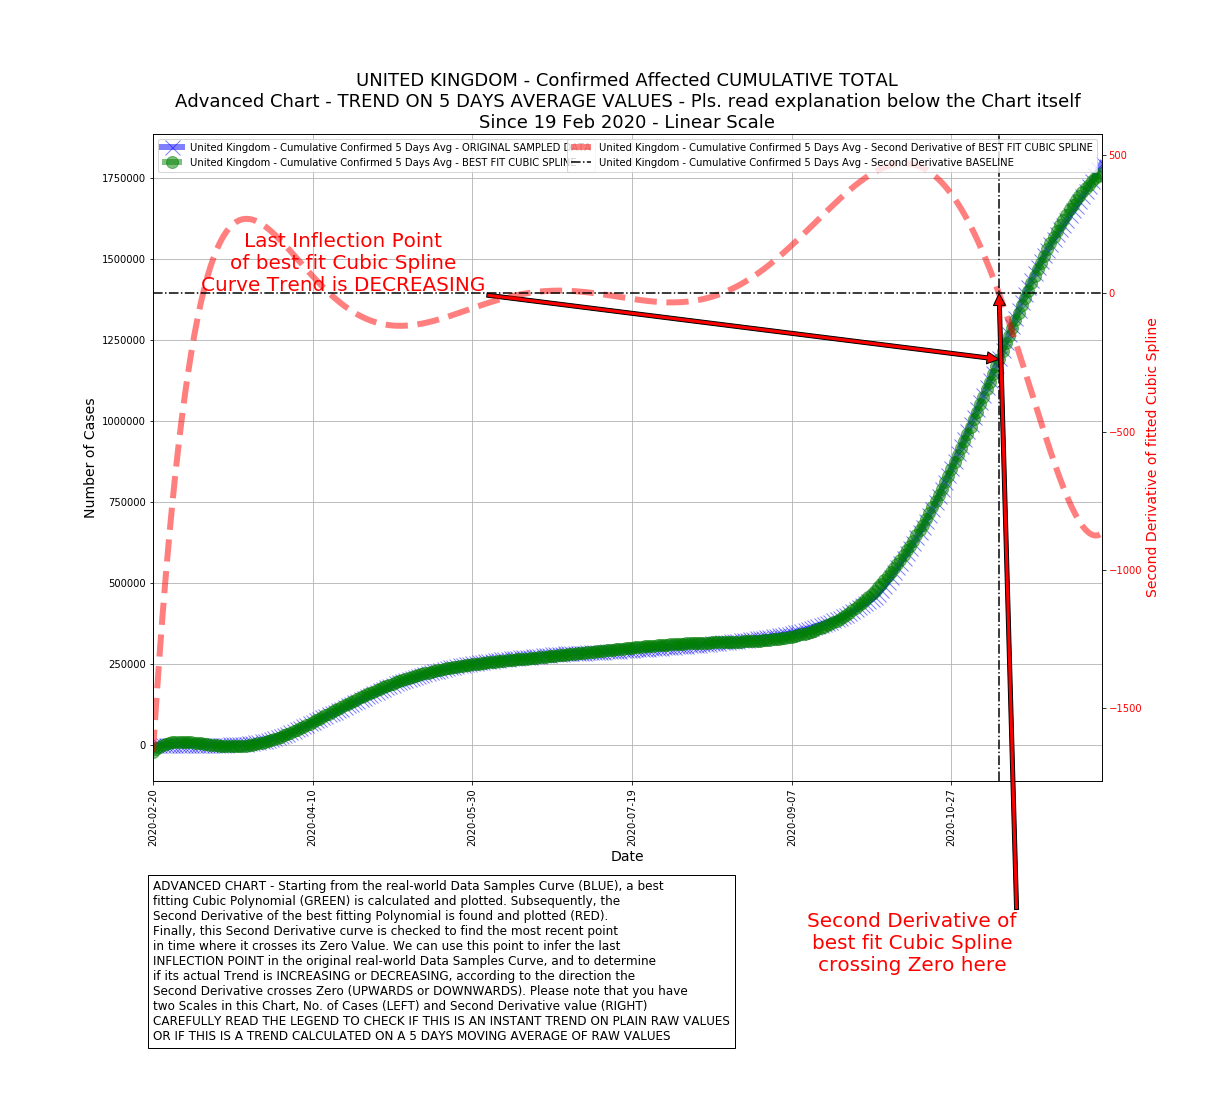 UNITED KINGDOM - Confirmed Affected CUMULATIVE TOTAL
Advanced Chart - TREND ON 5 DAYS AVERAGE VALUES - Pls. read explanation below the Chart itself
Since 19 Feb 2020 - Linear Scale
United Kingdom - Cumulative Confirmed 5 Days Avg - ORIGINAL SAMPLED DATA
United Kingdom - Cumulative Confirmed 5 Days Avg - BEST FIT CUBIC SPLINE
United Kingdom - Cumulative Confirmed 5 Days Avg - Second Derivative of BEST FIT CUBIC SPLINE
United Kingdom - Cumulative Confirmed 5 Days Avg - Second Derivative BASELINE
Last Inflection Point
of best fit Cubic Spline
Curve Trend is DECREASING
Number of Cases
1750000
1500000
1250000
1000000
750000
500000
250000
0
500
0
−500
−1000
−1500
Second Derivative of fitted Cubic Spline
2020-02-20
2020-04-10
2020-05-30
2020-07-19
2020-09-07
2020-10-27
Date
Second Derivative of
best fit Cubic Spline
crossing Zero here
ADVANCED CHART - Starting from the real-world Data Samples Curve (BLUE), a best
fitting Cubic Polynomial (GREEN) is calculated and plotted. Subsequently, the
Second Derivative of the best fitting Polynomial is found and plotted (RED).
Finally, this Second Derivative curve is checked to find the most recent point
in time where it crosses its Zero Value. We can use this point to infer the last
INFLECTION POINT in the original real-world Data Samples Curve, and to determine
if its actual Trend is INCREASING or DECREASING, according to the direction the
Second Derivative crosses Zero (UPWARDS or DOWNWARDS). Please note that you have
two Scales in this Chart, No. of Cases (LEFT) and Second Derivative value (RIGHT)
CAREFULLY READ THE LEGEND TO CHECK IF THIS IS AN INSTANT TREND ON PLAIN RAW VALUES
OR IF THIS IS A TREND CALCULATED ON A 5 DAYS MOVING AVERAGE OF RAW VALUES